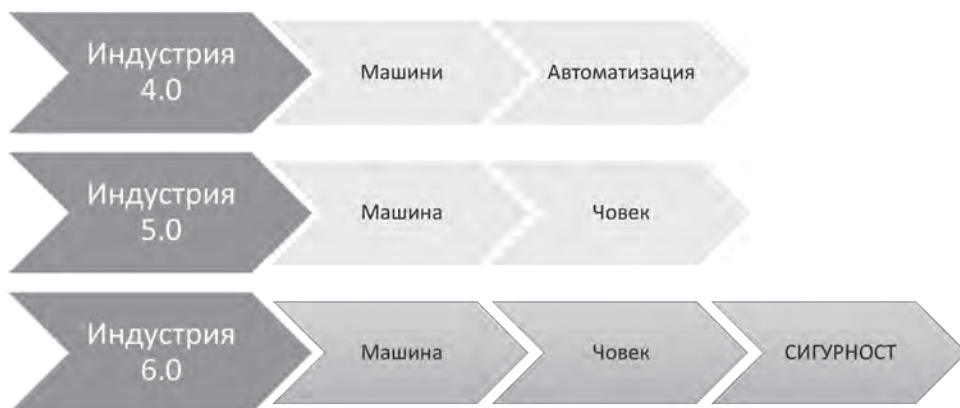 Индустрия
4.0
Машини
Автоматизация
Индустрия
5.0
Машина
Човек
Индустрия
6.0
Машина
Човек
СИГУРНОСТ